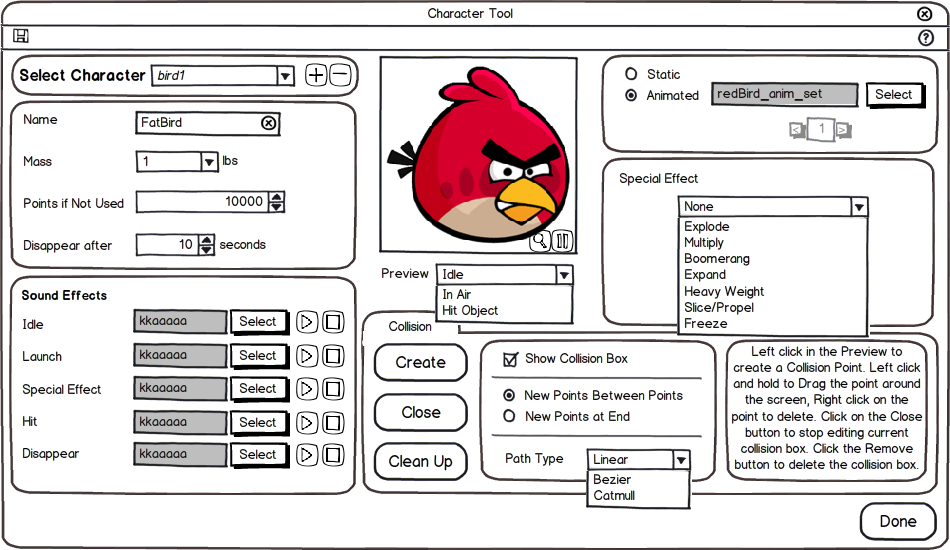 Character Tool
Select Character bird1
Name FatBird
Mass 1 lbs
Points if Not Used 10000
Disappear after 10 seconds
Sound Effects
Idle kkaaaaa Select
Launch kkaaaaa Select
Special Effect kkaaaaa Select
Hit kkaaaaa Select
Disappear kkaaaaa Select
Preview Idle
In Air
Hit Object
Static
Animated redBird_anim_set Select
< 1 >
Special Effect
None
Explode
Multiply
Boomerang
Expand
Heavy Weight
Slice/Propel
Freeze
Collision
Create
Close
Clean Up
Show Collision Box
New Points Between Points
New Points at End
Path Type Linear
Bezier
Catmull
Left click in the Preview to
create a Collision Point. Left click
and hold to Drag the point around
the screen, Right click on the
point to delete. Click on the Close
button to stop editing current
collision box. Click the Remove
button to delete the collision box.
Done